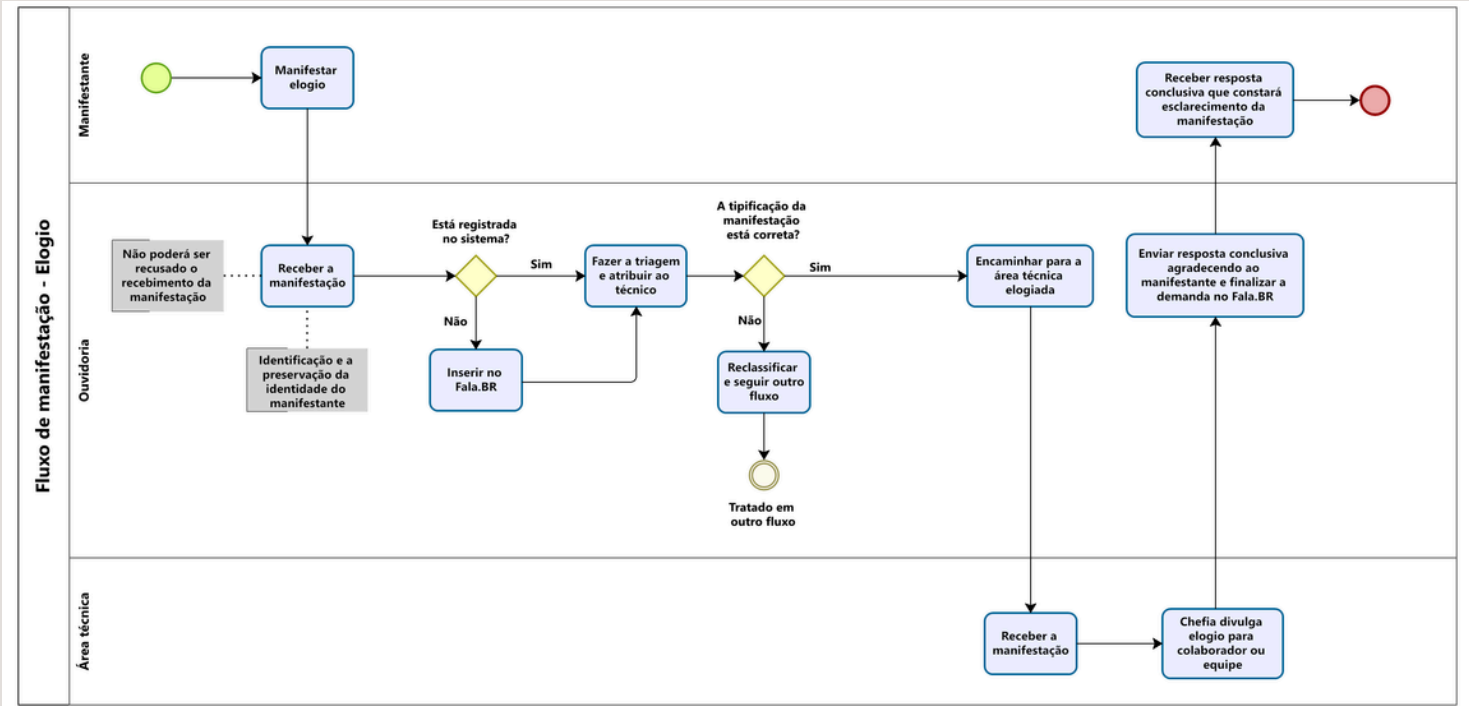 Fluxo de manifestação - Elogio
Manifestante
Manifestar
elogio
Receber resposta
conclusiva que constará
esclarecimento da
manifestação
Ouvidoria
Não poderá ser
recusado o
recebimento da
manifestação
Receber a
manifestação
Identificação e a
preservação da
identidade do
manifestante
Está registrada
no sistema?
Sim
Não
Inserir no
Fala.BR
Fazer a triagem
e atribuir ao
técnico
A tipificação da
manifestação
está correta?
Sim
Não
Reclassificar
e seguir outro
fluxo
Tratado em
outro fluxo
Encaminhar para a
área técnica
elogiada
Enviar resposta conclusiva
agradecendo ao
manifestante e finalizar a
demanda no Fala.BR
Área técnica
Receber a
manifestação
Chefia divulga
elogio para
colaborador ou
equipe